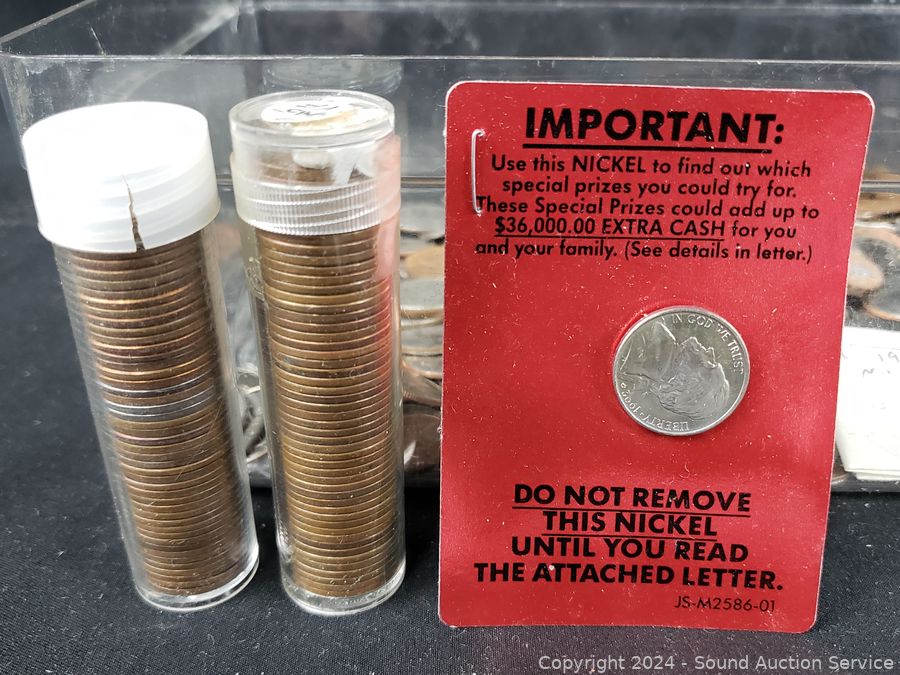 IMPORTANT:
Use this NICKEL to find out which
special prizes you could try for.
These Special Prizes could add up to
$36,000.00 EXTRA CASH for you
and your family. (See details in letter.)
IN GOD WE TRUST
LIBERTY 1992
DO NOT REMOVE
THIS NICKEL
UNTIL YOU READ
THE ATTACHED LETTER.
JS-M2586-01
Copyright 2024 - Sound Auction Service